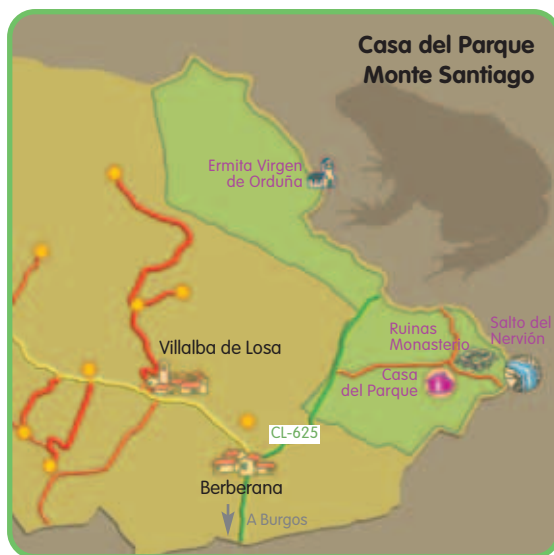 Casa del Parque
Monte Santiago
Ermita Virgen
de Orduña
Ruinas
Monasterio
Salto del
Nervión
Villalba de Losa
Casa
del Parque
CL-625
Berberana
A Burgos